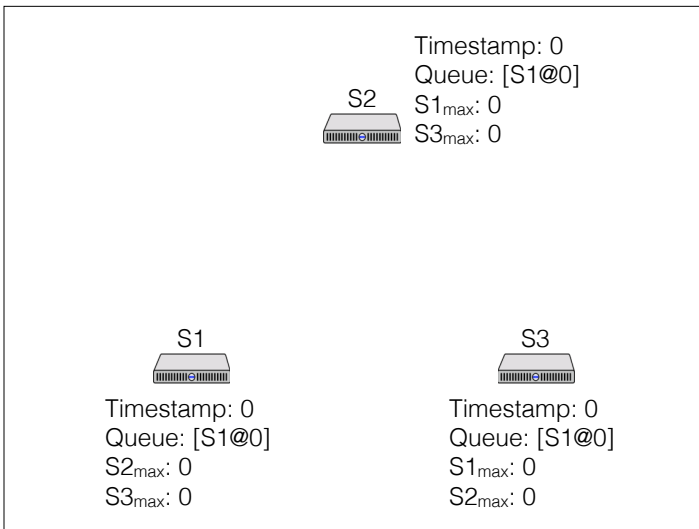 S2
Timestamp: 0
Queue: [S1@0]
S1max: 0
S3max: 0
S1
Timestamp: 0
Queue: [S1@0]
S2max: 0
S3max: 0
S3
Timestamp: 0
Queue: [S1@0]
S1max: 0
S2max: 0